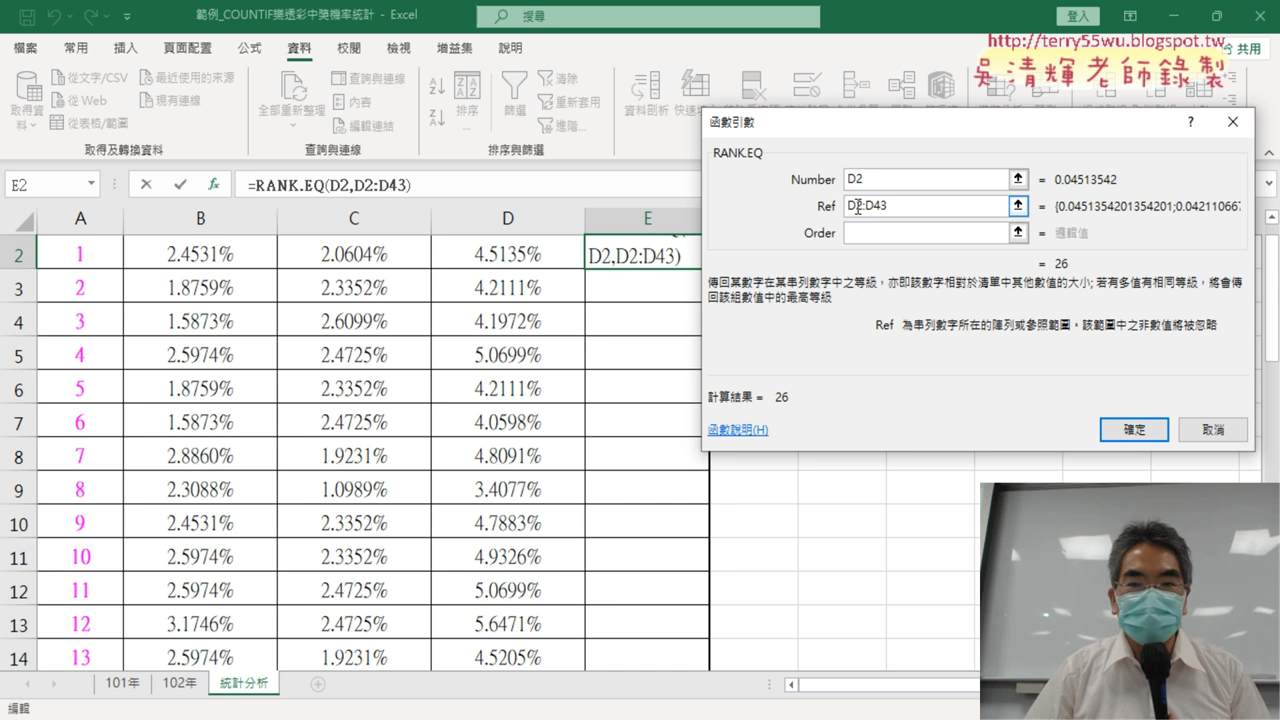 範例_COUNTIF樂透彩中獎機率統計 - Excel
搜尋
登入
檔案 常用 插入 頁面配置 公式 資料 校閱 檢視 增益集 說明
共用
http://terry55wu.blogspot.tw
吳清輝老師錄製
取得資料
從文字/CSV
從 Web
從表格/範圍
最近使用的來源
現有連線
取得及轉換資料
全部重新整理
查詢與連線
內容
編輯連結
查詢與連線
排序...
篩選
清除
重新套用
進階...
排序與篩選
資料剖析
E2
=RANK.EQ(D2,D2:D43)
A B C D E
2 1 2.4531% 2.0604% 4.5135% D2,D2:D43)
3 2 1.8759% 2.3352% 4.2111%
4 3 1.5873% 2.6099% 4.1972%
5 4 2.5974% 2.4725% 5.0699%
6 5 1.8759% 2.3352% 4.2111%
7 6 1.5873% 2.4725% 4.0598%
8 7 2.8860% 1.9231% 4.8091%
9 8 2.3088% 1.0989% 3.4077%
10 9 2.4531% 2.3352% 4.7883%
11 10 2.5974% 2.3352% 4.9326%
12 11 2.5974% 2.4725% 5.0699%
13 12 3.1746% 2.4725% 5.6471%
14 13 2.5974% 1.9231% 4.5205%
函數引數
RANK.EQ
Number D2 = 0.04513542
Ref D2:D43 = {0.0451354201354201;0.042110667
Order = 邏輯值
= 26
傳回某數字在某串列數字中之等級，亦即該數字相對於清單中其他數值的大小; 若有多值有相同等級，將會傳
回該組數值中的最高等級
Ref 為串列數字所在的陣列或參照範圍。該範圍中之非數值將被忽略
計算結果 = 26
函數說明(H)
確定
取消
101年 102年 統計分析
編輯